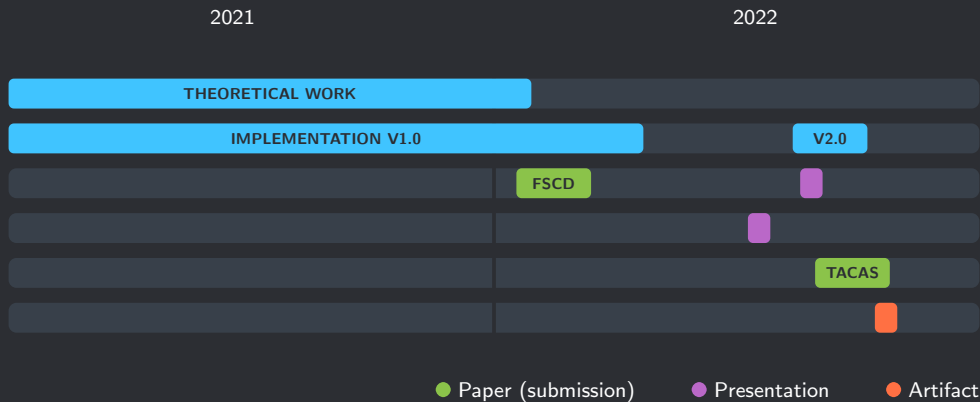 2021 2022
THEORETICAL WORK
IMPLEMENTATION V1.0 V2.0
FSCD
TACAS
Paper (submission) Presentation Artifact